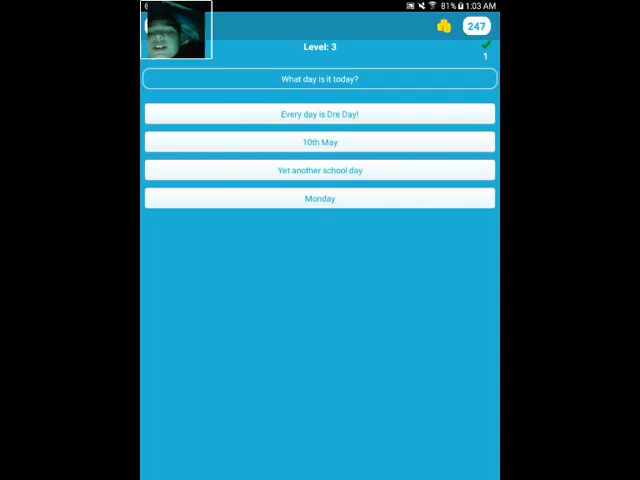 81% 1:03 AM
247
Level: 3
1
What day is it today?
Every day is Dre Day!
10th May
Yet another school day
Monday